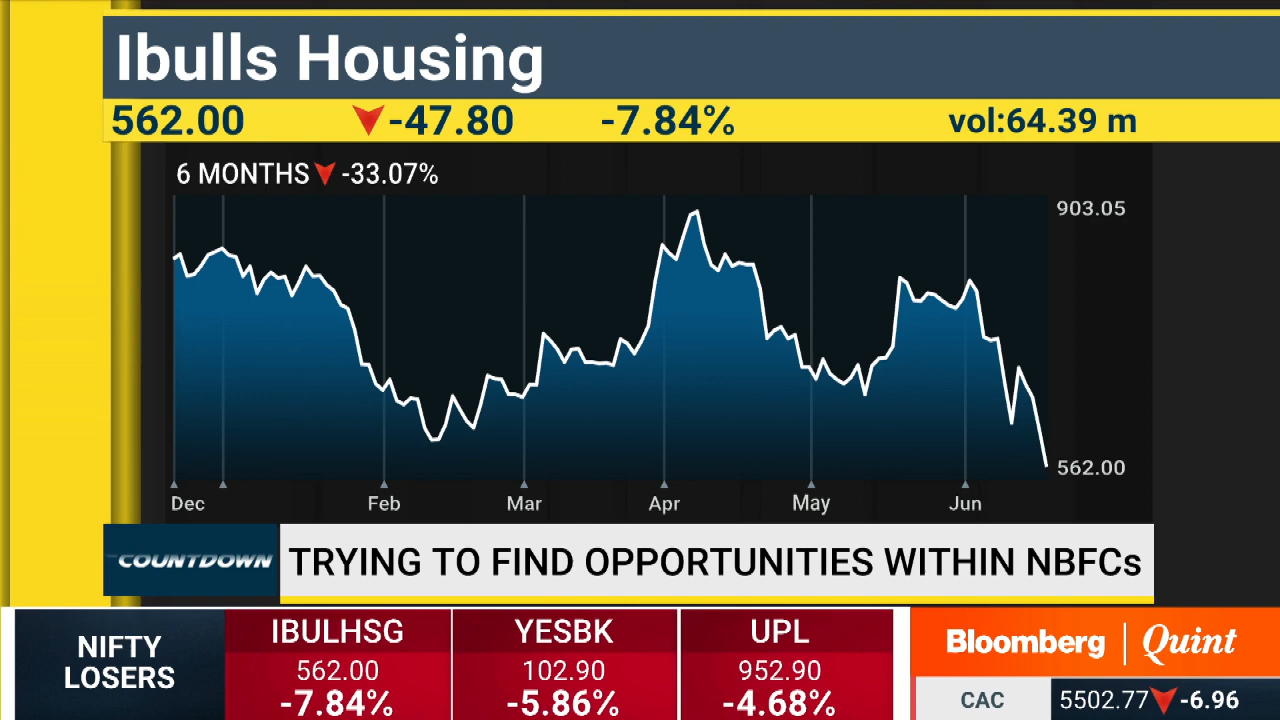 Ibulls Housing
562.00 -47.80 -7.84% vol:64.39 m
6 MONTHS -33.07%
903.05
562.00
Dec Feb Mar Apr May Jun
COUNTDOWN TRYING TO FIND OPPORTUNITIES WITHIN NBFCs
NIFTY LOSERS
IBULHSG
562.00
-7.84%
YESBK
102.90
-5.86%
UPL
952.90
-4.68%
Bloomberg | Quint
CAC 5502.77 -6.96